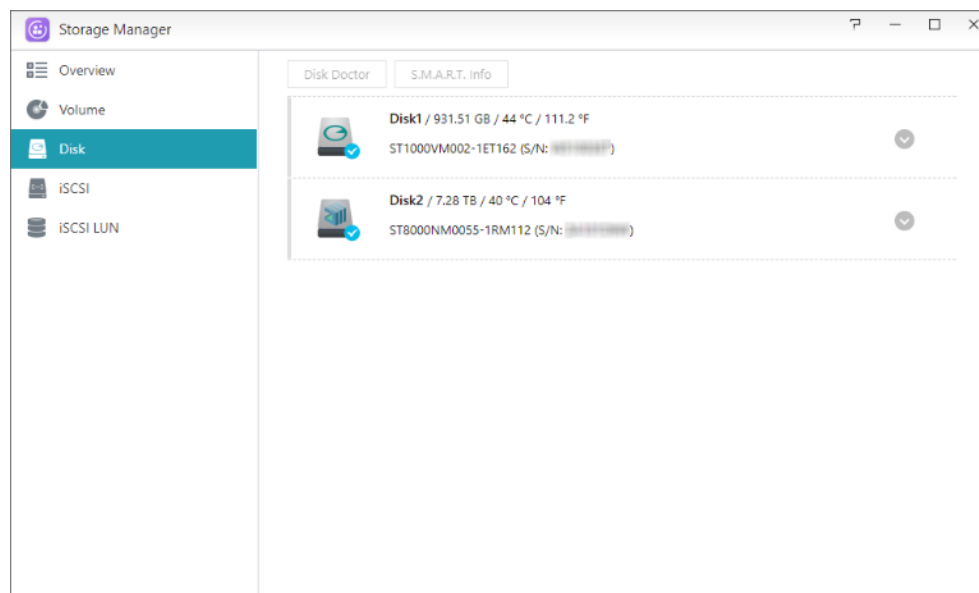 Storage Manager
Overview
Volume
Disk
iSCSI
iSCSI LUN
Disk Doctor
S.M.A.R.T. Info
Disk1 / 931.51 GB / 44 °C / 111.2 °F
ST1000VM002-1ET162 (S/N: )
Disk2 / 7.28 TB / 40 °C / 104 °F
ST8000NM0055-1RM112 (S/N: )